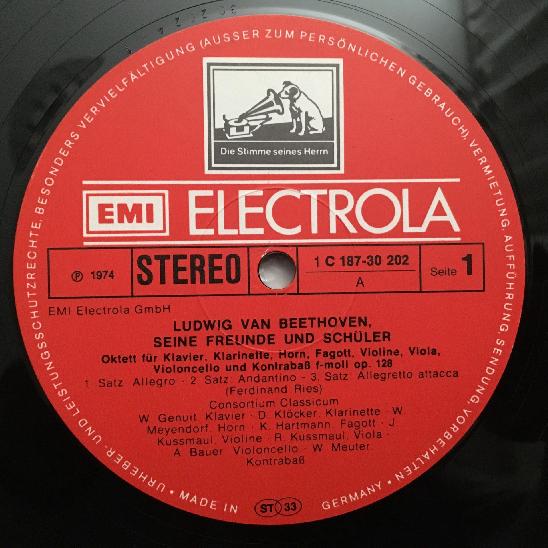 URHEBER- UND LEISTUNGSSCHUTZRECHTE, BESONDERS VERVIELFÄLTIGUNG (AUSSER ZUM PERSÖNLICHEN GEBRAUCH), VERMIETUNG, AUFFÜHRUNG, SENDUNG, VORBEHALTEN
Die Stimme seines Herrn
EMI ELECTROLA
℗ 1974
STEREO
1 C 187-30 202
A
Seite 1
EMI Electrola GmbH
LUDWIG VAN BEETHOVEN,
SEINE FREUNDE UND SCHÜLER
Oktett für Klavier, Klarinette, Horn, Fagott, Violine, Viola,
Violoncello und Kontrabaß f-moll op. 128
1. Satz: Allegro - 2. Satz: Andantino - 3. Satz: Allegretto attacca
(Ferdinand Ries)
Consortium Classicum
W. Genuit, Klavier - D. Klöcker, Klarinette - W.
Meyendorf, Horn - K. Hartmann, Fagott - J.
Kussmaul, Violine - R. Kussmaul, Viola -
A. Bauer, Violoncello - W. Meuter,
Kontrabaß
• MADE IN ST 33 GERMANY •